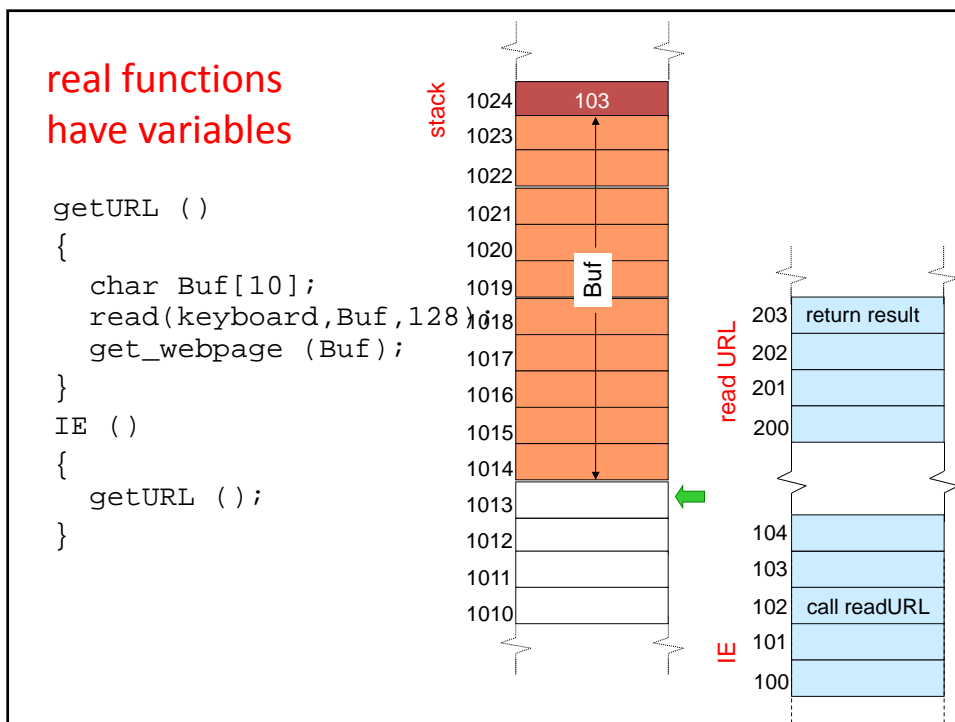 real functions
have variables
getURL ()
{
char Buf[10];
read(keyboard,Buf,128);
get_webpage (Buf);
}
IE ()
{
getURL ();
}
stack
1024 103
1023
1022
1021
1020
1019
1018
1017
1016
1015
1014
1013
1012
1011
1010
Buf
read URL
203 return result
202
201
200
IE
104
103
102 call readURL
101
100